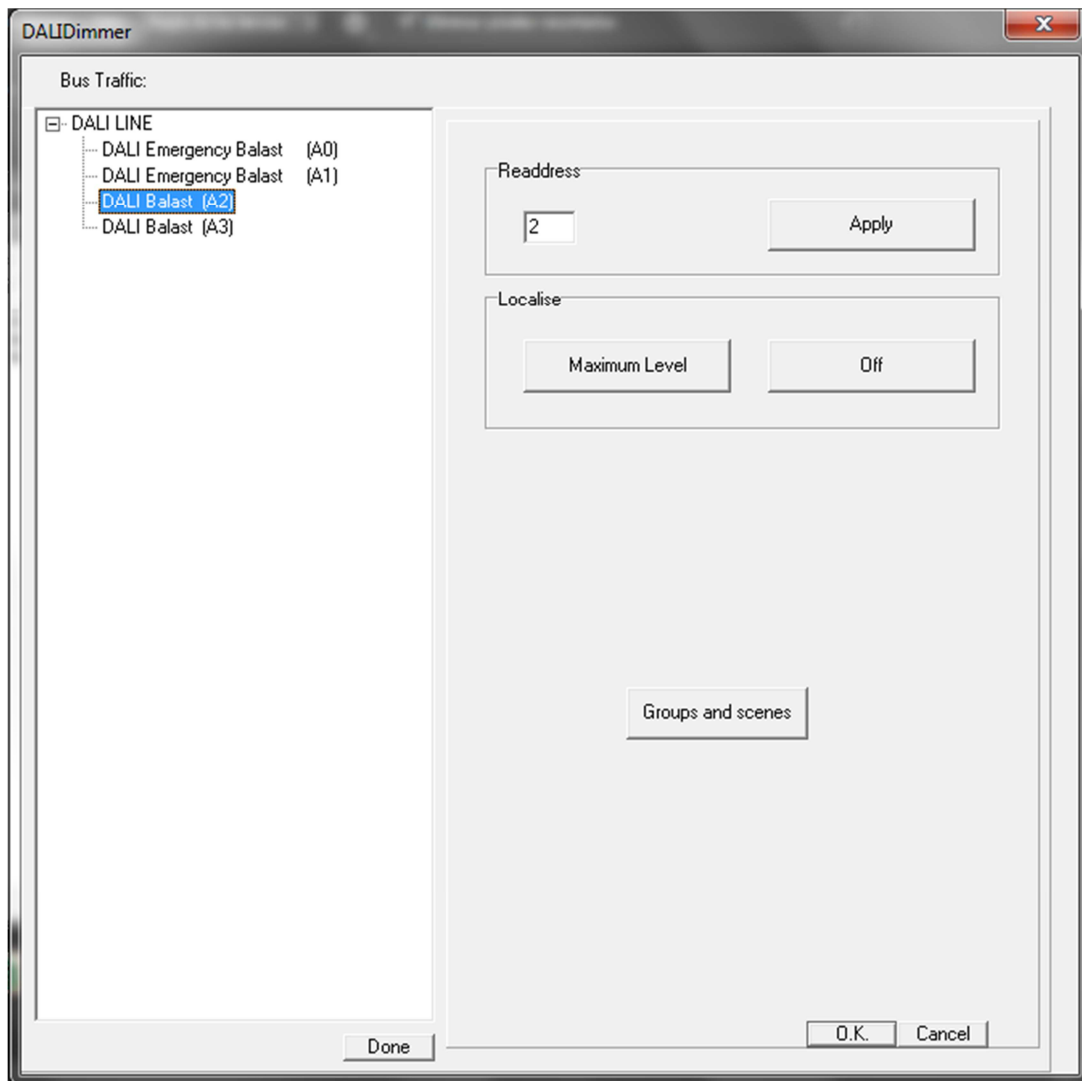 DALIDimmer
Bus Traffic:
DALI LINE
DALI Emergency Balast (A0)
DALI Emergency Balast (A1)
DALI Balast (A2)
DALI Balast (A3)
Done
Readdress
2
Apply
Localise
Maximum Level
Off
Groups and scenes
O.K.
Cancel